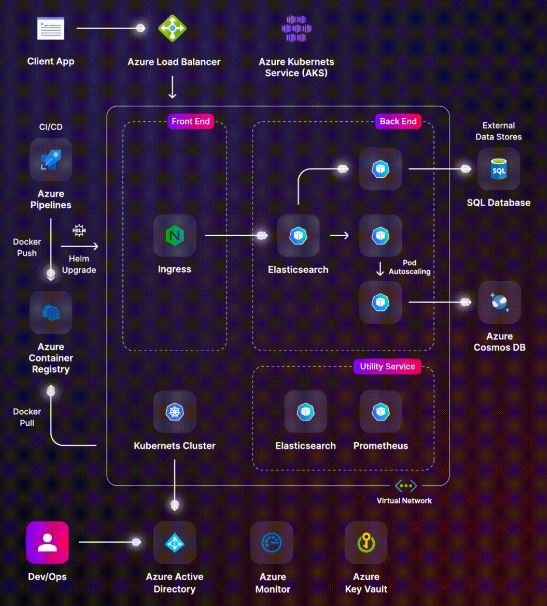 Client App
Azure Load Balancer
Azure Kubernets
Service (AKS)
Front End
Back End
CI/CD
Azure
Pipelines
External
Data Stores
SQL
SQL Database
Docker
Push
HELM
Helm
Upgrade
Ingress
Elasticsearch
Pod
Autoscaling
Azure
Container
Registry
Azure
Cosmos DB
Utility Service
Docker
Pull
Kubernets Cluster
Elasticsearch
Prometheus
Virtual Network
Dev/Ops
Azure Active
Directory
Azure
Monitor
Azure
Key Vault